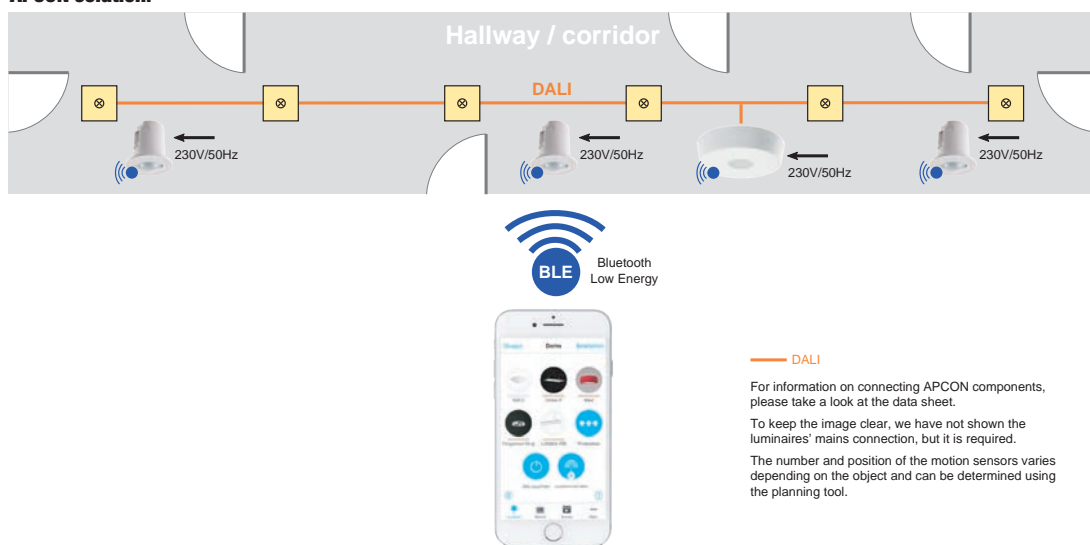 Hallway / corridor
DALI
230V/50Hz
230V/50Hz
230V/50Hz
230V/50Hz
BLE
Bluetooth
Low Energy
Demo
DALI
For information on connecting APCON components,
please take a look at the data sheet.
To keep the image clear, we have not shown the
luminaires' mains connection, but it is required.
The number and position of the motion sensors varies
depending on the object and can be determined using
the planning tool.